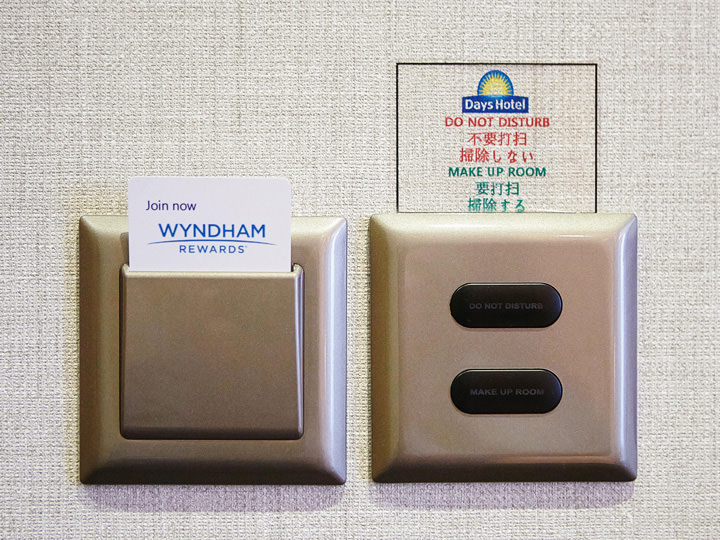 Join now
WYNDHAM
REWARDS
Days Hotel
DO NOT DISTURB
不要打扫
掃除しない
MAKE UP ROOM
要打扫
掃除する
DO NOT DISTURB
MAKE UP ROOM